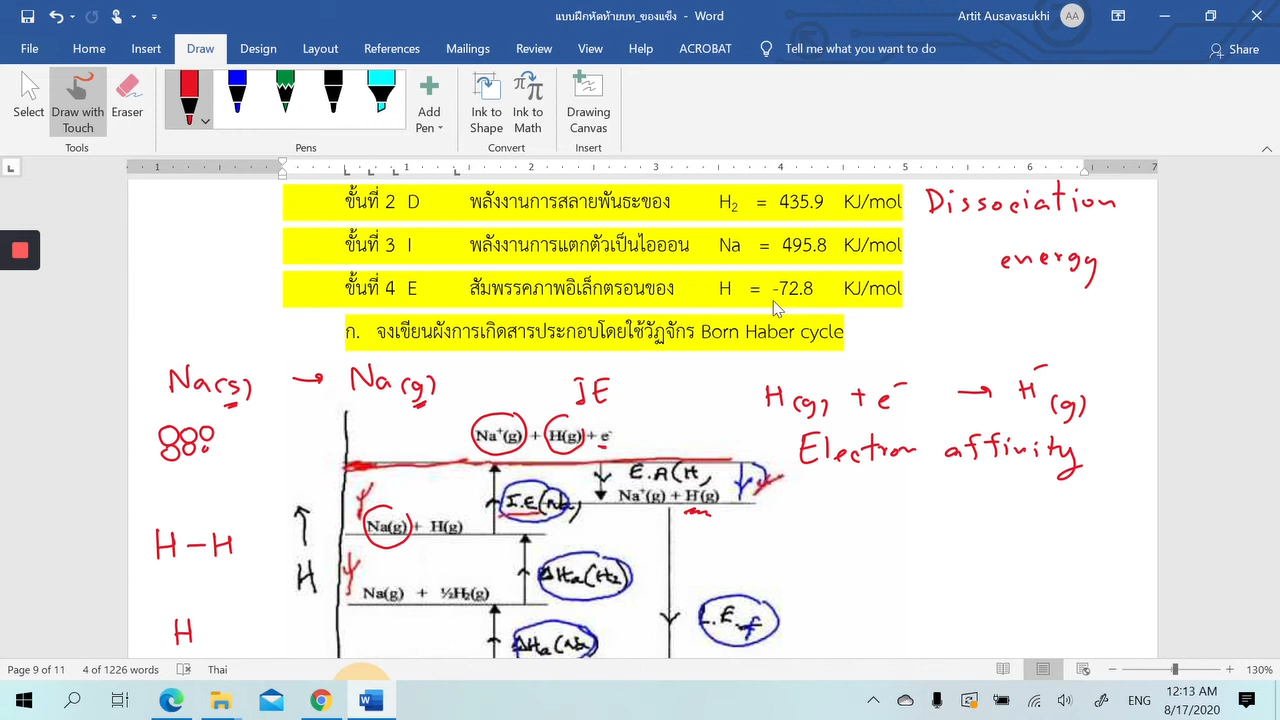 แบบฝึกหัดท้ายบท_ของแข็ง - Word
Artit Ausavasukhi
AA
File Home Insert Draw Design Layout References Mailings Review View Help ACROBAT Tell me what you want to do Share
Select
Draw with Touch
Eraser
Add Pen
Ink to Shape
Ink to Math
Drawing Canvas
Tools
Pens
Convert
Insert
1 1 2 3 4 5 6 7
ขั้นที่ 2 D พลังงานการสลายพันธะของ H₂ = 435.9 KJ/mol
Dissociation
ขั้นที่ 3 I พลังงานการแตกตัวเป็นไอออน Na = 495.8 KJ/mol
energy
ขั้นที่ 4 E สัมพรรคภาพอิเล็กตรอนของ H = -72.8 KJ/mol
ก. จงเขียนผังการเกิดสารประกอบโดยใช้วัฏจักร Born Haber cycle
Na(s) → Na(g)
IE
H(g) + e⁻ → H⁻(g)
Electron affinity
Na⁺(g) + H(g) + e⁻
E.A(H)
Na⁺(g) + H(g)
I.E(Na)
Na(g) + H(g)
H-H
H
ΔHa(H₂)
Na(g) + ½H₂(g)
L.E.f
H
ΔHa(Na)
Page 9 of 11 4 of 1226 words Thai 130%
ENG
12:13 AM
8/17/2020